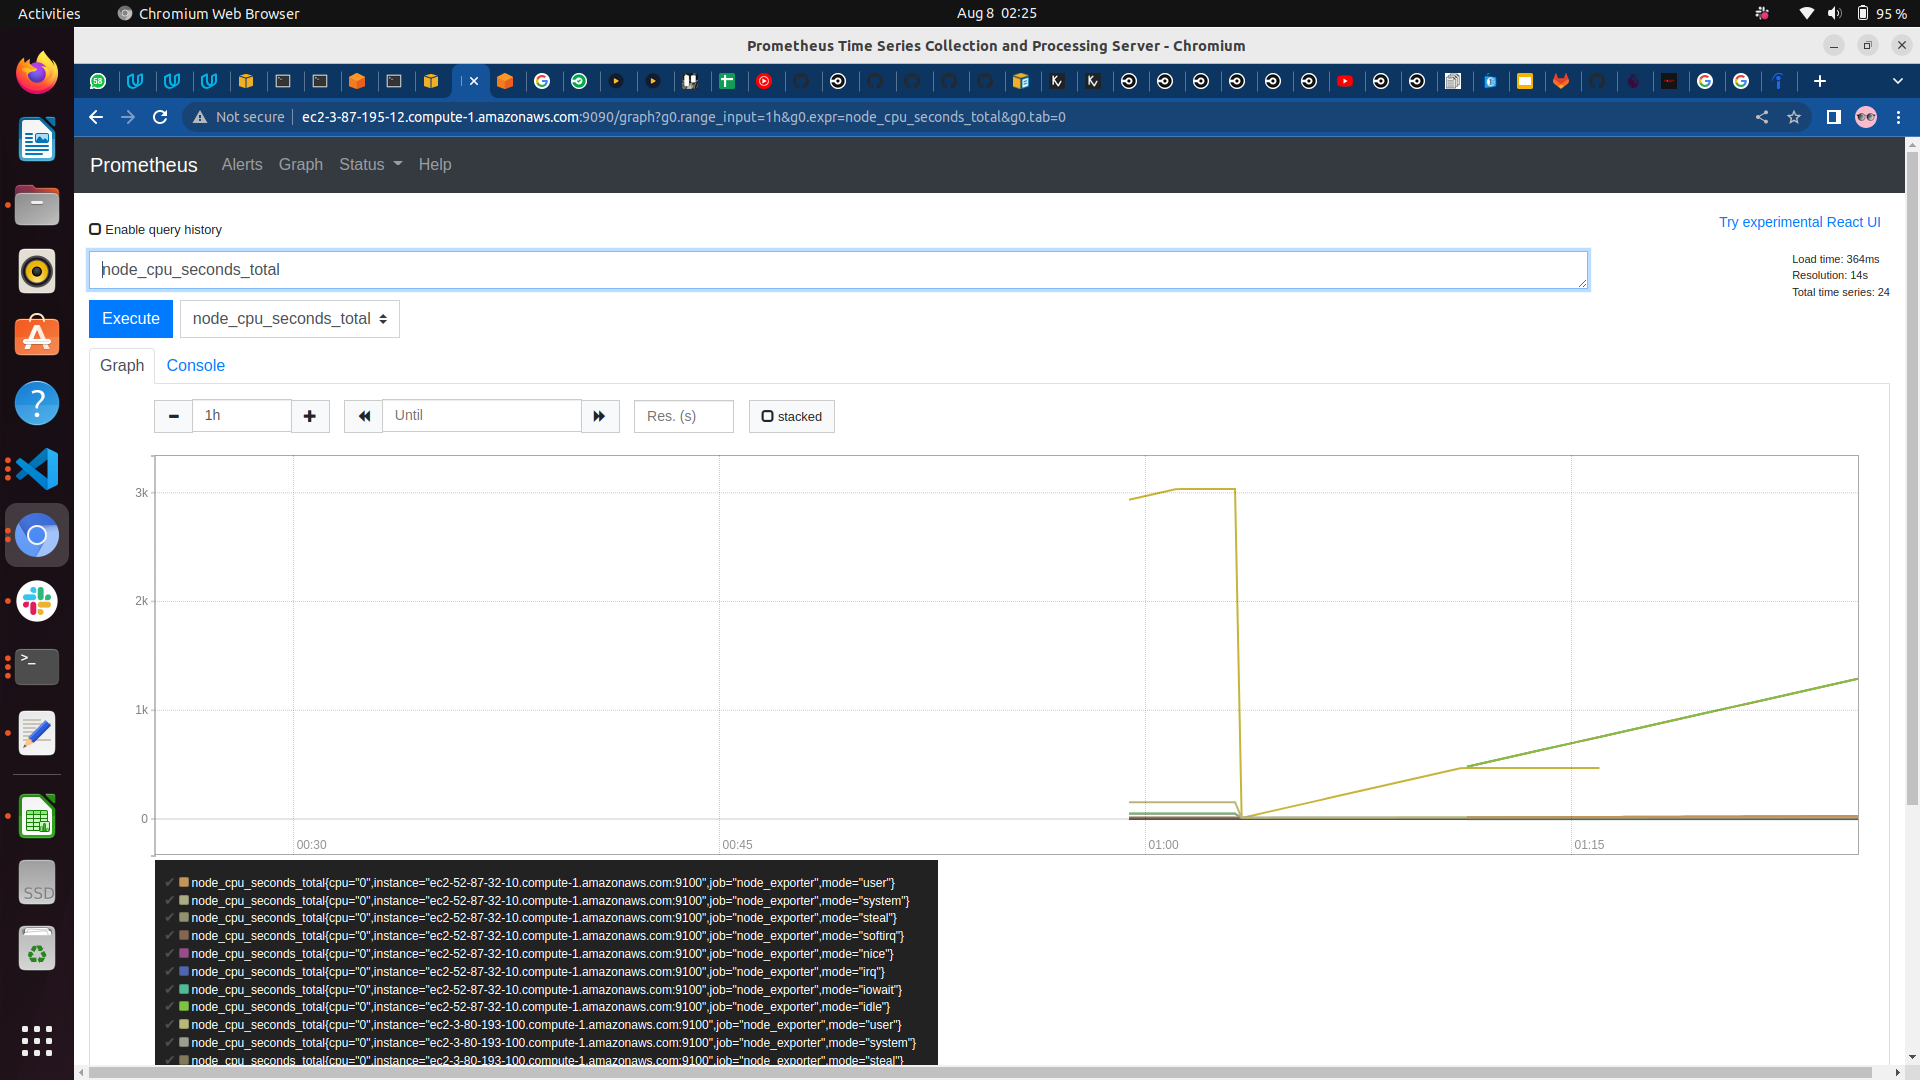 Activities
Chromium Web Browser
Aug 8 02:25
95 %
Prometheus Time Series Collection and Processing Server - Chromium
58
Not secure
ec2-3-87-195-12.compute-1.amazonaws.com:9090/graph?g0.range_input=1h&g0.expr=node_cpu_seconds_total&g0.tab=0
Prometheus
Alerts
Graph
Status
Help
Enable query history
Try experimental React UI
node_cpu_seconds_total
Load time: 364ms
Resolution: 14s
Total time series: 24
Execute
node_cpu_seconds_total
Graph
Console
1h
Until
Res. (s)
stacked
3k
2k
1k
0
00:30
00:45
01:00
01:15
node_cpu_seconds_total{cpu="0",instance="ec2-52-87-32-10.compute-1.amazonaws.com:9100",job="node_exporter",mode="user"}
node_cpu_seconds_total{cpu="0",instance="ec2-52-87-32-10.compute-1.amazonaws.com:9100",job="node_exporter",mode="system"}
node_cpu_seconds_total{cpu="0",instance="ec2-52-87-32-10.compute-1.amazonaws.com:9100",job="node_exporter",mode="steal"}
node_cpu_seconds_total{cpu="0",instance="ec2-52-87-32-10.compute-1.amazonaws.com:9100",job="node_exporter",mode="softirq"}
node_cpu_seconds_total{cpu="0",instance="ec2-52-87-32-10.compute-1.amazonaws.com:9100",job="node_exporter",mode="nice"}
node_cpu_seconds_total{cpu="0",instance="ec2-52-87-32-10.compute-1.amazonaws.com:9100",job="node_exporter",mode="irq"}
node_cpu_seconds_total{cpu="0",instance="ec2-52-87-32-10.compute-1.amazonaws.com:9100",job="node_exporter",mode="iowait"}
node_cpu_seconds_total{cpu="0",instance="ec2-52-87-32-10.compute-1.amazonaws.com:9100",job="node_exporter",mode="idle"}
node_cpu_seconds_total{cpu="0",instance="ec2-3-80-193-100.compute-1.amazonaws.com:9100",job="node_exporter",mode="user"}
node_cpu_seconds_total{cpu="0",instance="ec2-3-80-193-100.compute-1.amazonaws.com:9100",job="node_exporter",mode="system"}
node_cpu_seconds_total{cpu="0",instance="ec2-3-80-193-100.compute-1.amazonaws.com:9100",job="node_exporter",mode="steal"}
SSD